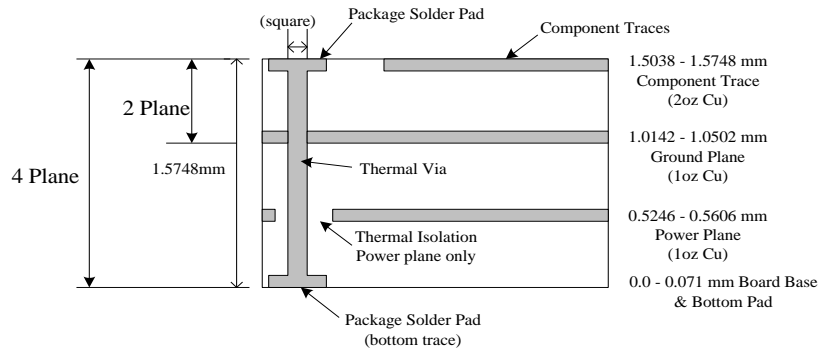 (square)
Package Solder Pad
Component Traces
1.5038 - 1.5748 mm
Component Trace
(2oz Cu)
2 Plane
1.0142 - 1.0502 mm
Ground Plane
(1oz Cu)
4 Plane
1.5748mm
Thermal Via
Thermal Isolation
Power plane only
0.5246 - 0.5606 mm
Power Plane
(1oz Cu)
0.0 - 0.071 mm Board Base
& Bottom Pad
Package Solder Pad
(bottom trace)